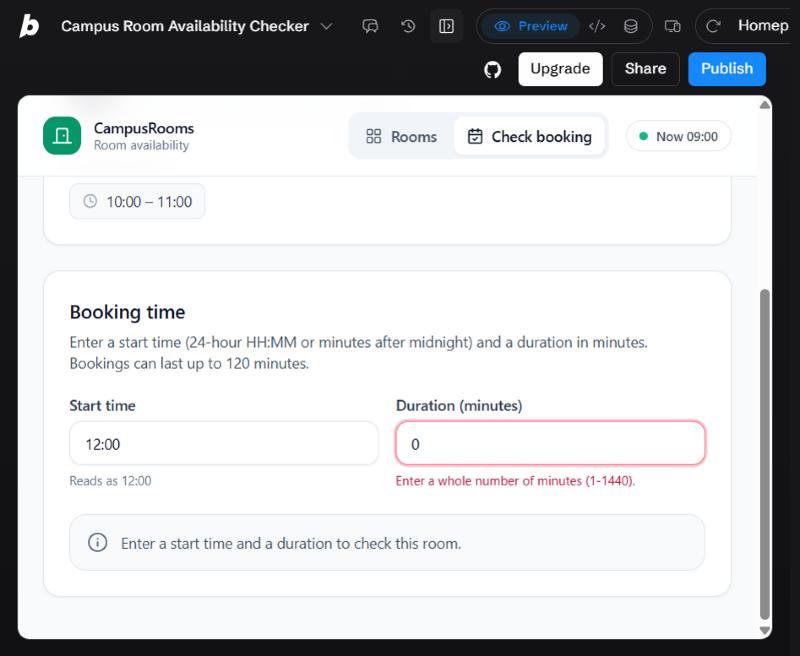 b Campus Room Availability Checker Preview Homep
Upgrade Share Publish
CampusRooms
Room availability
Rooms Check booking Now 09:00
10:00 – 11:00
Booking time
Enter a start time (24-hour HH:MM or minutes after midnight) and a duration in minutes.
Bookings can last up to 120 minutes.
Start time Duration (minutes)
12:00 0
Reads as 12:00 Enter a whole number of minutes (1-1440).
Enter a start time and a duration to check this room.